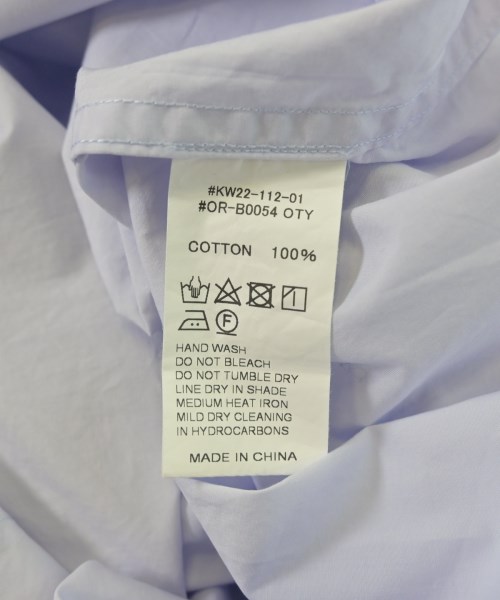 #KW22-112-01
#OR-B0054 OTY
COTTON 100%
F
HAND WASH
DO NOT BLEACH
DO NOT TUMBLE DRY
LINE DRY IN SHADE
MEDIUM HEAT IRON
MILD DRY CLEANING
IN HYDROCARBONS
MADE IN CHINA